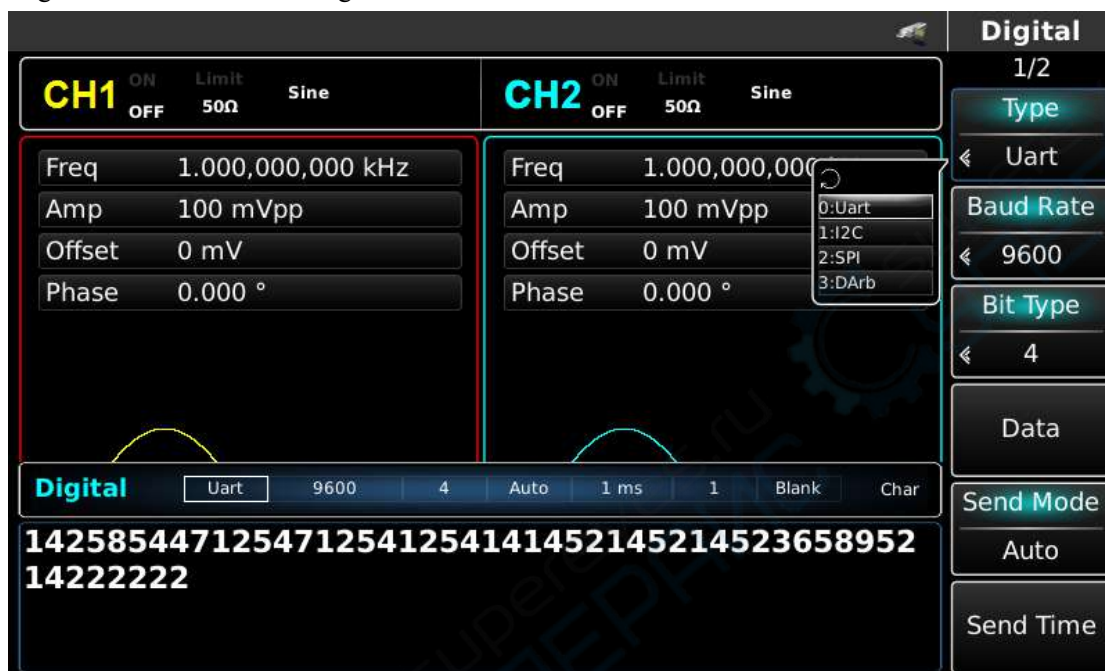 Digital
1/2
CH1 ON OFF Limit 50Ω Sine
CH2 ON OFF Limit 50Ω Sine
Type
Uart
Freq 1.000,000,000 kHz
Amp 100 mVpp
Offset 0 mV
Phase 0.000 °
Freq 1.000,000,000
Amp 100 mVpp
Offset 0 mV
Phase 0.000 °
0:Uart
1:I2C
2:SPI
3:DArb
Baud Rate
9600
Bit Type
4
Data
Send Mode
Auto
Send Time
Digital Uart 9600 4 Auto 1 ms 1 Blank Char
14258544712547125412541414521452145236589​52
14222222